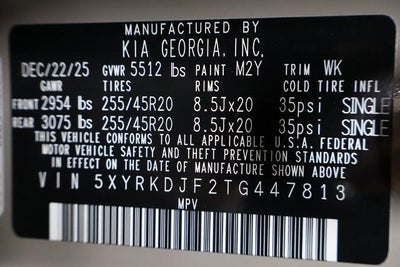 MANUFACTURED BY
KIA GEORGIA, INC.
DEC/22/25 GVWR 5512 lbs PAINT M2Y TRIM WK
GAWR TIRES RIMS COLD TIRE INFL
FRONT 2954 lbs 255/45R20 8.5Jx20 35psi SINGLE
REAR 3075 lbs 255/45R20 8.5Jx20 35psi SINGLE
THIS VEHICLE CONFORMS TO ALL APPLICABLE U.S.A. FEDERAL
MOTOR VEHICLE SAFETY AND THEFT PREVENTION STANDARDS
IN EFFECT ON THE DATE OF MANUFACTURE SHOWN ABOVE
VIN 5XYRKDJF2TG447813
MPV